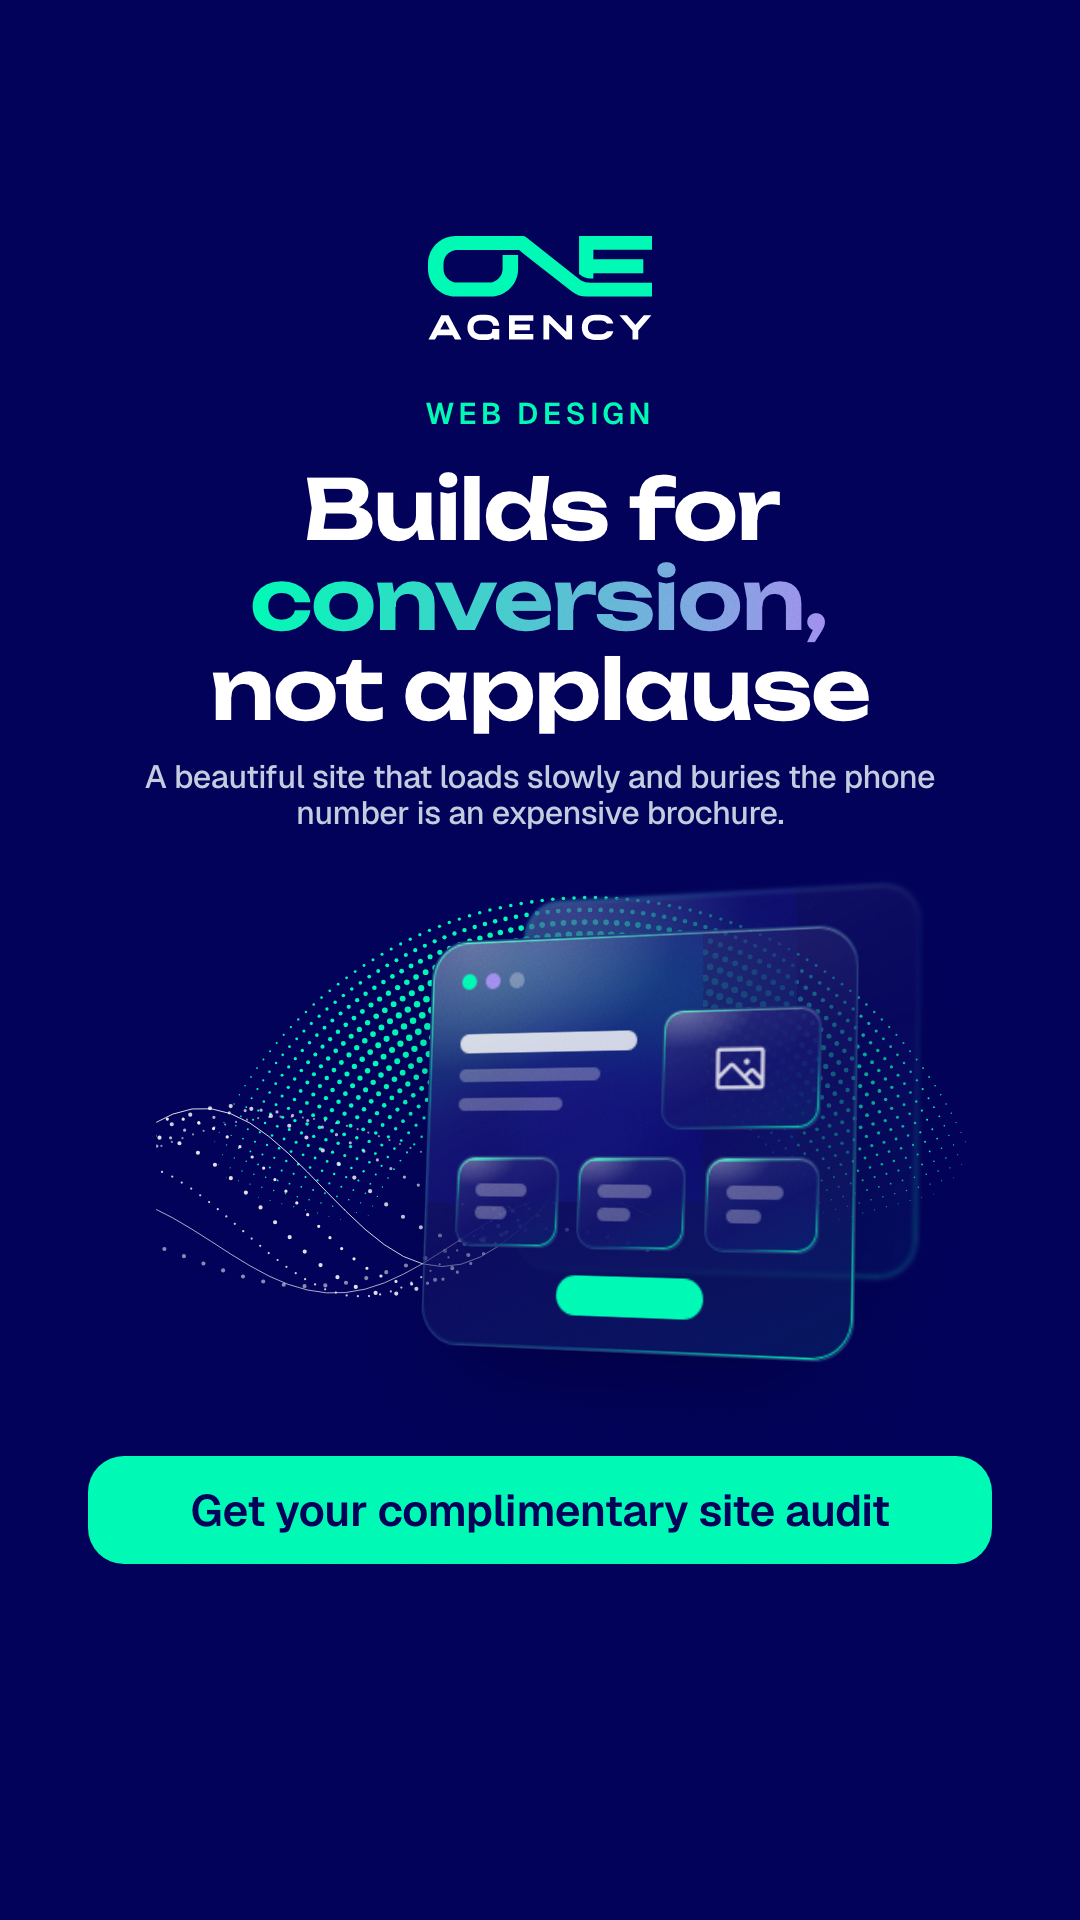 ONE
AGENCY
WEB DESIGN
Builds for
conversion,
not applause
A beautiful site that loads slowly and buries the phone
number is an expensive brochure.
Get your complimentary site audit